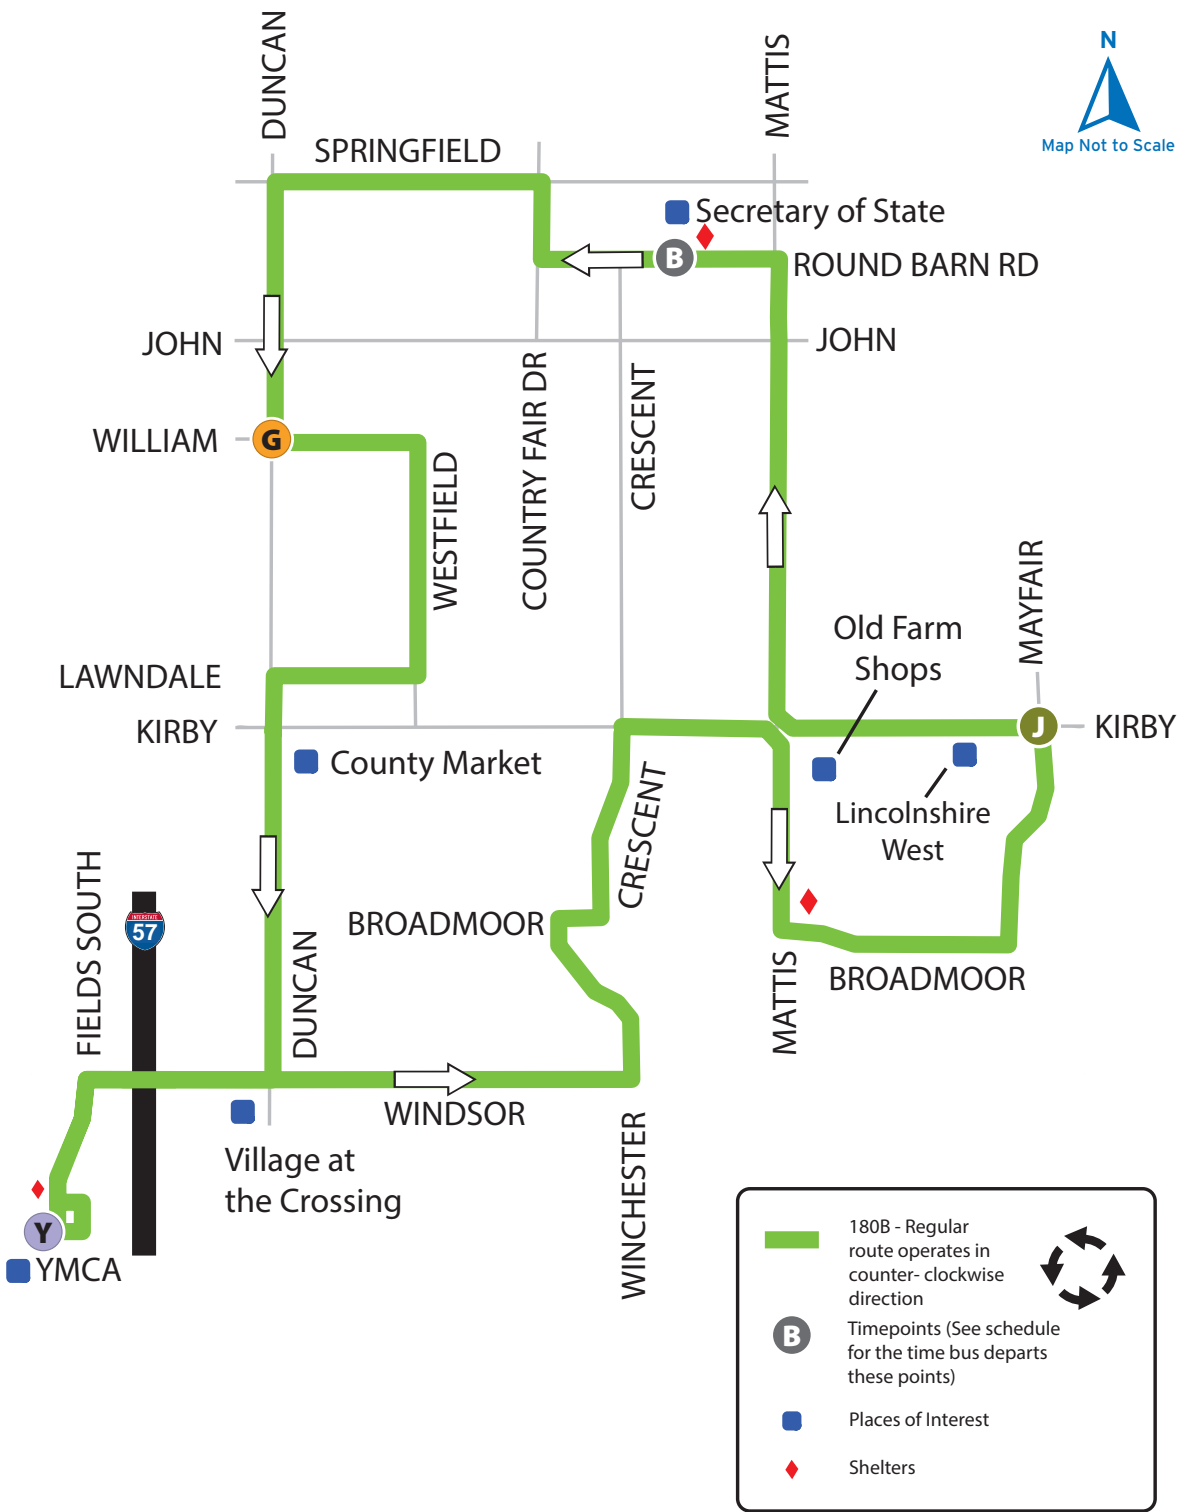 DUNCAN
MATTIS
N
Map Not to Scale
SPRINGFIELD
Secretary of State
B
ROUND BARN RD
JOHN
JOHN
COUNTRY FAIR DR
CRESCENT
WILLIAM
G
WESTFIELD
MAYFAIR
Old Farm
Shops
LAWNDALE
KIRBY
J
KIRBY
County Market
CRESCENT
Lincolnshire
West
FIELDS SOUTH
INTERSTATE
57
BROADMOOR
DUNCAN
MATTIS
BROADMOOR
WINDSOR
WINCHESTER
Village at
the Crossing
Y
YMCA
180B - Regular
route operates in
counter- clockwise
direction
B
Timepoints (See schedule
for the time bus departs
these points)
Places of Interest
Shelters